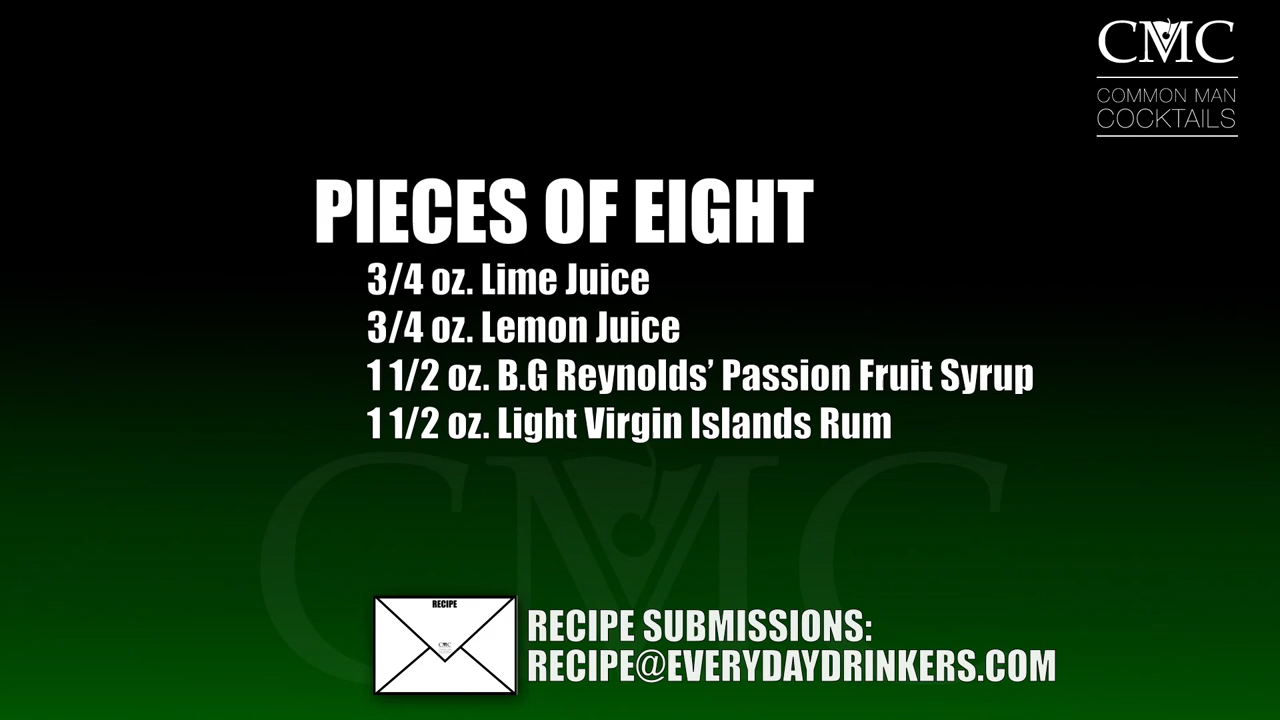 CMC
COMMON MAN
COCKTAILS
PIECES OF EIGHT
3/4 oz. Lime Juice
3/4 oz. Lemon Juice
1 1/2 oz. B.G Reynolds’ Passion Fruit Syrup
1 1/2 oz. Light Virgin Islands Rum
CMC
RECIPE
CMC
RECIPE SUBMISSIONS:
RECIPE@EVERYDAYDRINKERS.COM